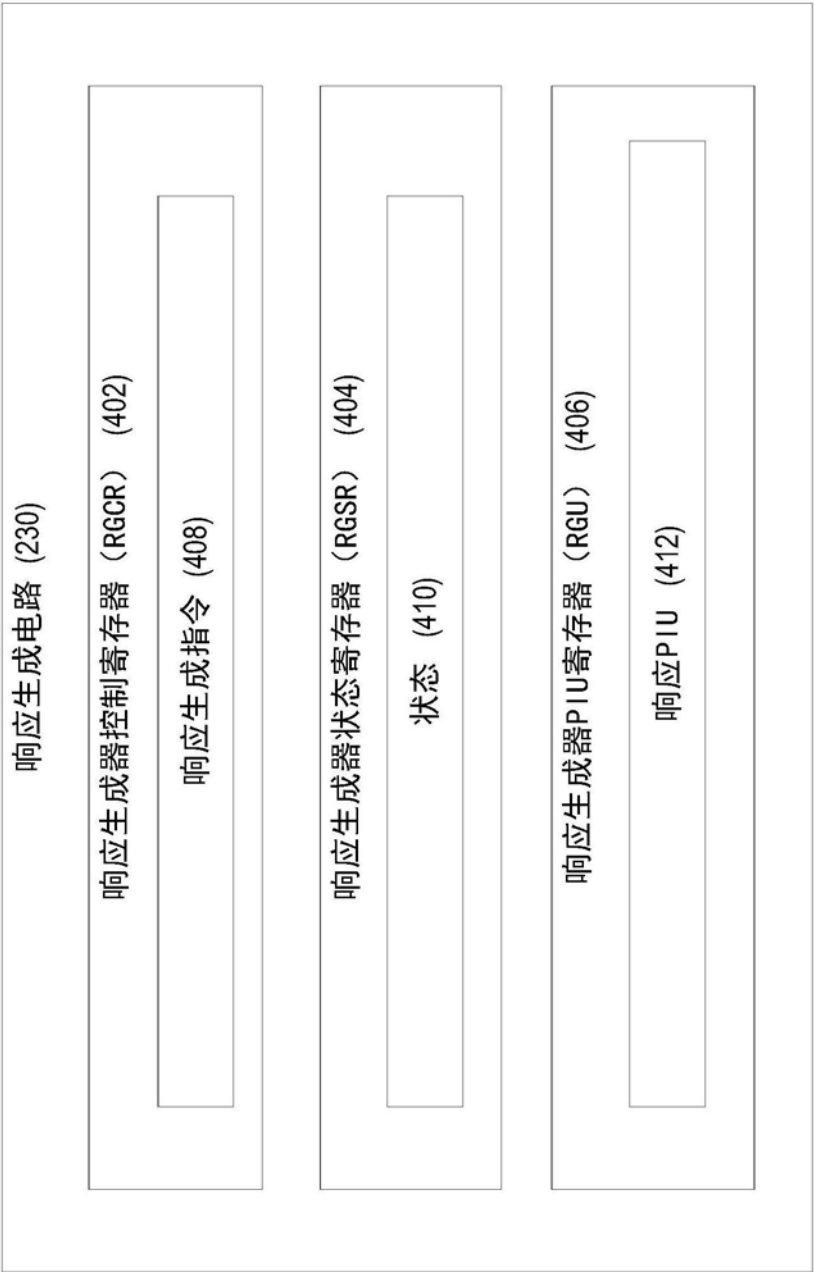 响应生成电路 (230)
响应生成器控制寄存器（RGCR） (402)
响应生成指令 (408)
响应生成器状态寄存器（RGSR） (404)
状态 (410)
响应生成器PIU寄存器（RGU） (406)
响应PIU (412)